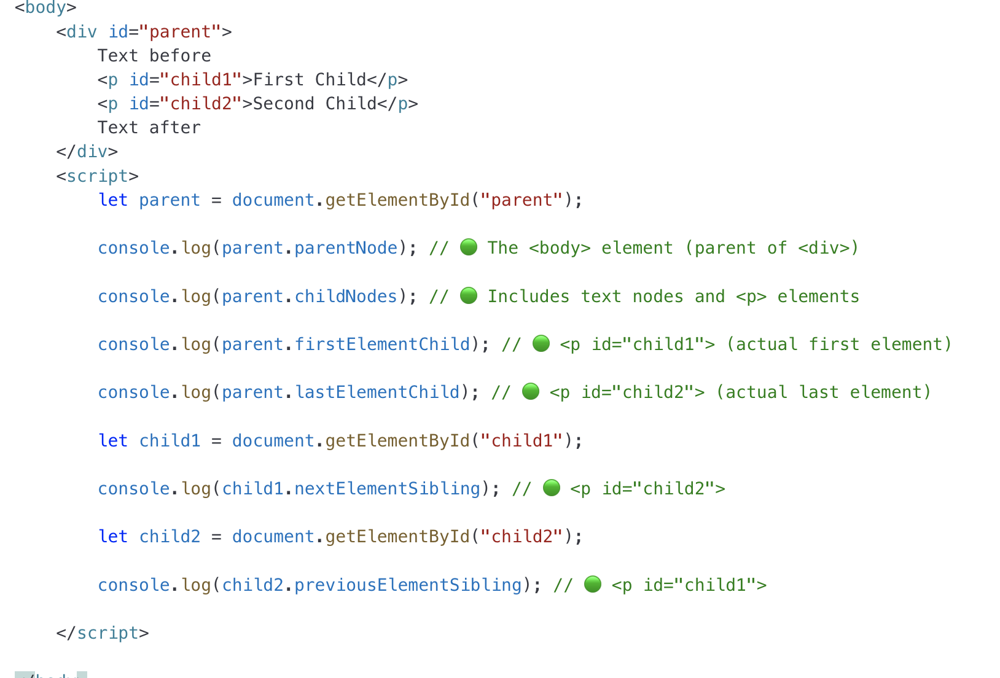 <body>
<div id="parent">
Text before
<p id="child1">First Child</p>
<p id="child2">Second Child</p>
Text after
</div>
<script>
let parent = document.getElementById("parent");
console.log(parent.parentNode); // 🟢 The <body> element (parent of <div>)
console.log(parent.childNodes); // 🟢 Includes text nodes and <p> elements
console.log(parent.firstElementChild); // 🟢 <p id="child1"> (actual first element)
console.log(parent.lastElementChild); // 🟢 <p id="child2"> (actual last element)
let child1 = document.getElementById("child1");
console.log(child1.nextElementSibling); // 🟢 <p id="child2">
let child2 = document.getElementById("child2");
console.log(child2.previousElementSibling); // 🟢 <p id="child1">
</script>